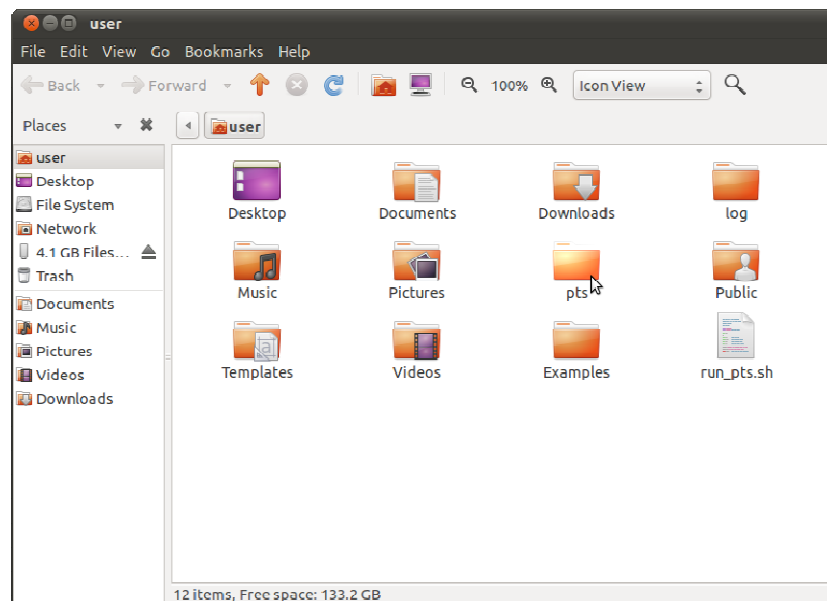 user
File Edit View Go Bookmarks Help
Back Forward 100% Icon View
Places user
user
Desktop
File System
Network
4.1 GB Files...
Trash
Documents
Music
Pictures
Videos
Downloads
Desktop Documents Downloads log
Music Pictures pts Public
Templates Videos Examples run_pts.sh
12 items, Free space: 133.2 GB